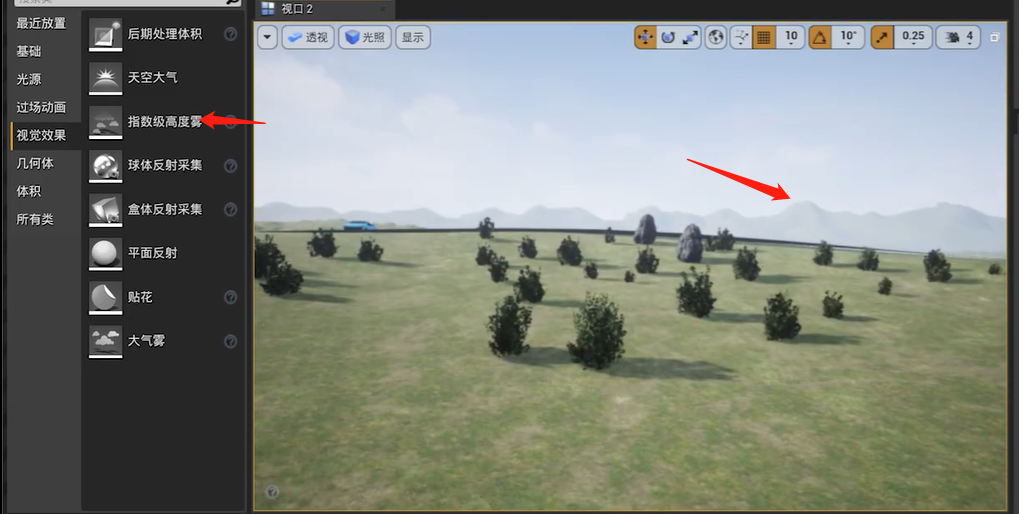 视口 2
最近放置
基础
光源
过场动画
视觉效果
几何体
体积
所有类
后期处理体积
天空大气
指数级高度雾
球体反射采集
盒体反射采集
平面反射
贴花
大气雾
透视
光照
显示
10
10°
0.25
4